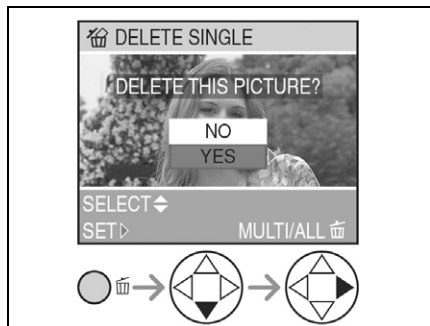 DELETE SINGLE
DELETE THIS PICTURE?
NO
YES
SELECT
SET MULTI/ALL